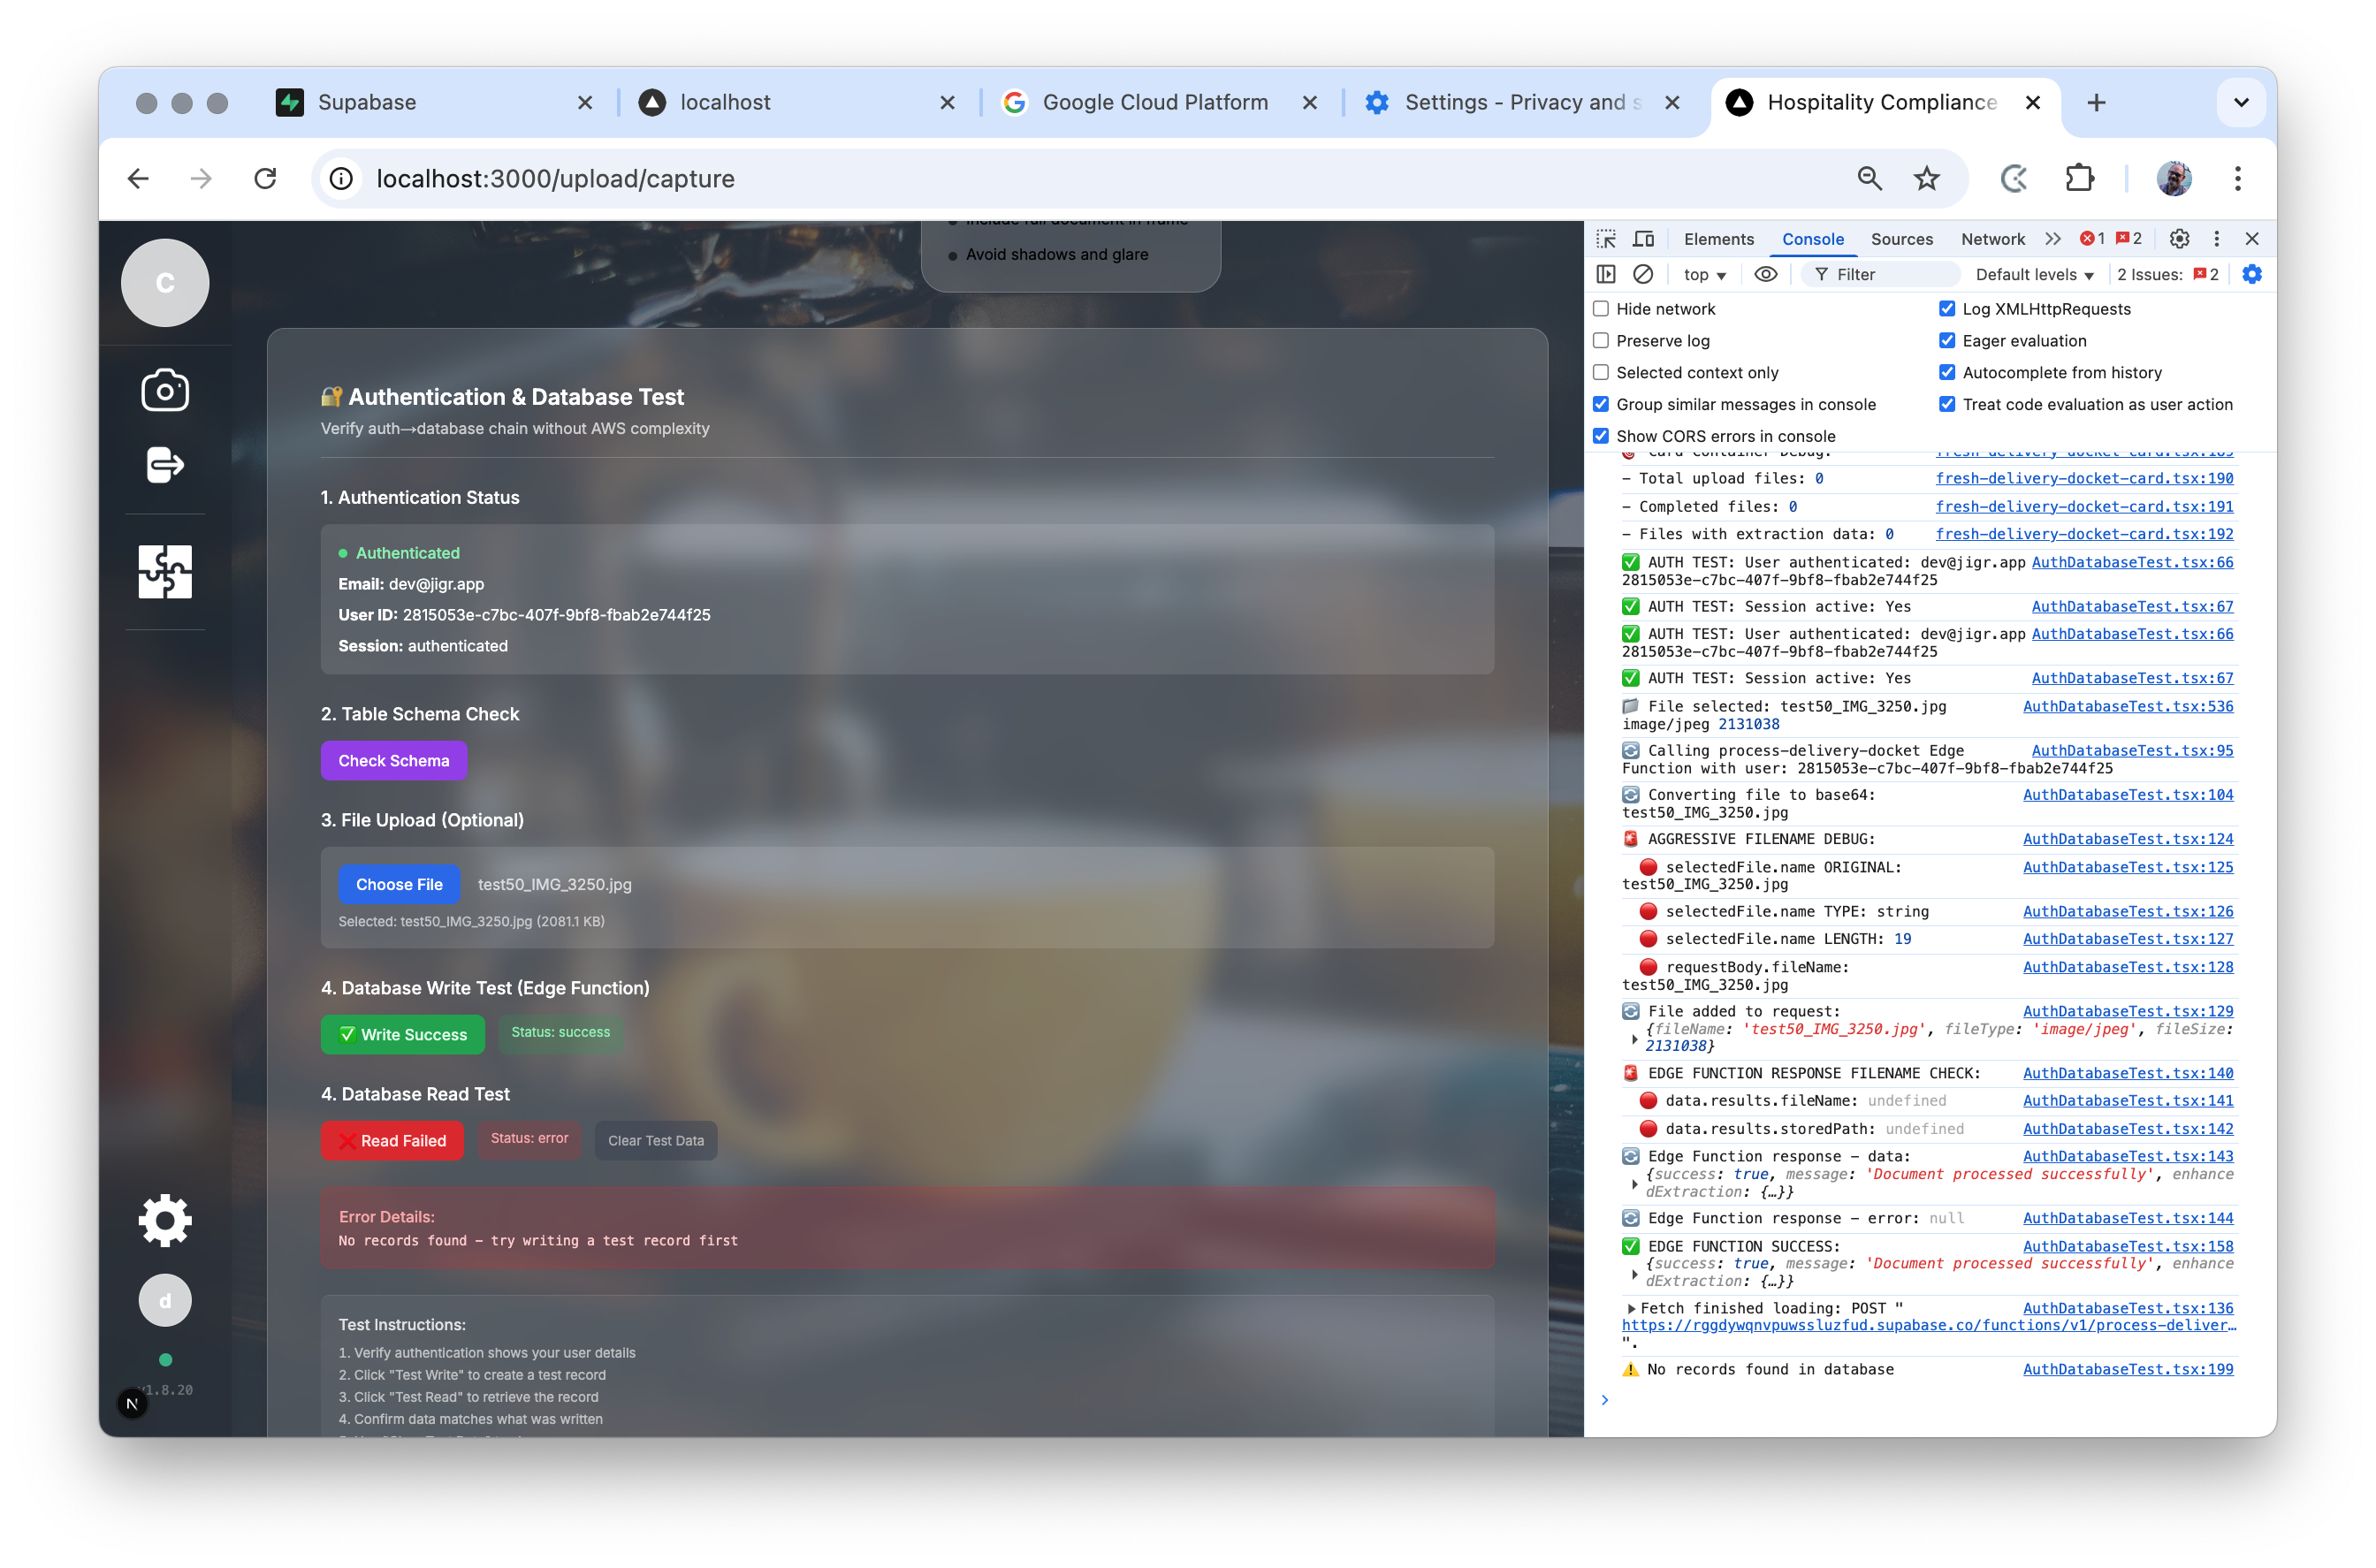 Supabase
localhost
Google Cloud Platform
Settings - Privacy and s
Hospitality Compliance
localhost:3000/upload/capture
C
Include full document in frame
Avoid shadows and glare
🔐 Authentication & Database Test
Verify auth→database chain without AWS complexity
1. Authentication Status
Authenticated
Email: dev@jigr.app
User ID: 2815053e-c7bc-407f-9bf8-fbab2e744f25
Session: authenticated
2. Table Schema Check
Check Schema
3. File Upload (Optional)
Choose File test50_IMG_3250.jpg
Selected: test50_IMG_3250.jpg (2081.1 KB)
4. Database Write Test (Edge Function)
✅ Write Success Status: success
4. Database Read Test
❌ Read Failed Status: error Clear Test Data
Error Details:
No records found – try writing a test record first
Test Instructions:
1. Verify authentication shows your user details
2. Click "Test Write" to create a test record
3. Click "Test Read" to retrieve the record
4. Confirm data matches what was written
d
v1.8.20
N
Elements Console Sources Network 1 2
top Filter Default levels 2 Issues: 2
Hide network Log XMLHttpRequests
Preserve log Eager evaluation
Selected context only Autocomplete from history
Group similar messages in console Treat code evaluation as user action
Show CORS errors in console
Card Container Debug: fresh-delivery-docket-card.tsx:189
– Total upload files: 0 fresh-delivery-docket-card.tsx:190
– Completed files: 0 fresh-delivery-docket-card.tsx:191
– Files with extraction data: 0 fresh-delivery-docket-card.tsx:192
✅ AUTH TEST: User authenticated: dev@jigr.app AuthDatabaseTest.tsx:66
2815053e-c7bc-407f-9bf8-fbab2e744f25
✅ AUTH TEST: Session active: Yes AuthDatabaseTest.tsx:67
✅ AUTH TEST: User authenticated: dev@jigr.app AuthDatabaseTest.tsx:66
2815053e-c7bc-407f-9bf8-fbab2e744f25
✅ AUTH TEST: Session active: Yes AuthDatabaseTest.tsx:67
📁 File selected: test50_IMG_3250.jpg AuthDatabaseTest.tsx:536
image/jpeg 2131038
🔄 Calling process-delivery-docket Edge AuthDatabaseTest.tsx:95
Function with user: 2815053e-c7bc-407f-9bf8-fbab2e744f25
🔄 Converting file to base64: AuthDatabaseTest.tsx:104
test50_IMG_3250.jpg
🚨 AGGRESSIVE FILENAME DEBUG: AuthDatabaseTest.tsx:124
🔴 selectedFile.name ORIGINAL: AuthDatabaseTest.tsx:125
test50_IMG_3250.jpg
🔴 selectedFile.name TYPE: string AuthDatabaseTest.tsx:126
🔴 selectedFile.name LENGTH: 19 AuthDatabaseTest.tsx:127
🔴 requestBody.fileName: AuthDatabaseTest.tsx:128
test50_IMG_3250.jpg
🔄 File added to request: AuthDatabaseTest.tsx:129
{fileName: 'test50_IMG_3250.jpg', fileType: 'image/jpeg', fileSize:
2131038}
🚨 EDGE FUNCTION RESPONSE FILENAME CHECK: AuthDatabaseTest.tsx:140
🔴 data.results.fileName: undefined AuthDatabaseTest.tsx:141
🔴 data.results.storedPath: undefined AuthDatabaseTest.tsx:142
🔄 Edge Function response – data: AuthDatabaseTest.tsx:143
{success: true, message: 'Document processed successfully', enhance
dExtraction: {…}}
🔄 Edge Function response – error: null AuthDatabaseTest.tsx:144
✅ EDGE FUNCTION SUCCESS: AuthDatabaseTest.tsx:158
{success: true, message: 'Document processed successfully', enhance
dExtraction: {…}}
Fetch finished loading: POST " AuthDatabaseTest.tsx:136
https://rggdywqnvpuwssluzfud.supabase.co/functions/v1/process-deliver…
".
⚠️ No records found in database AuthDatabaseTest.tsx:199